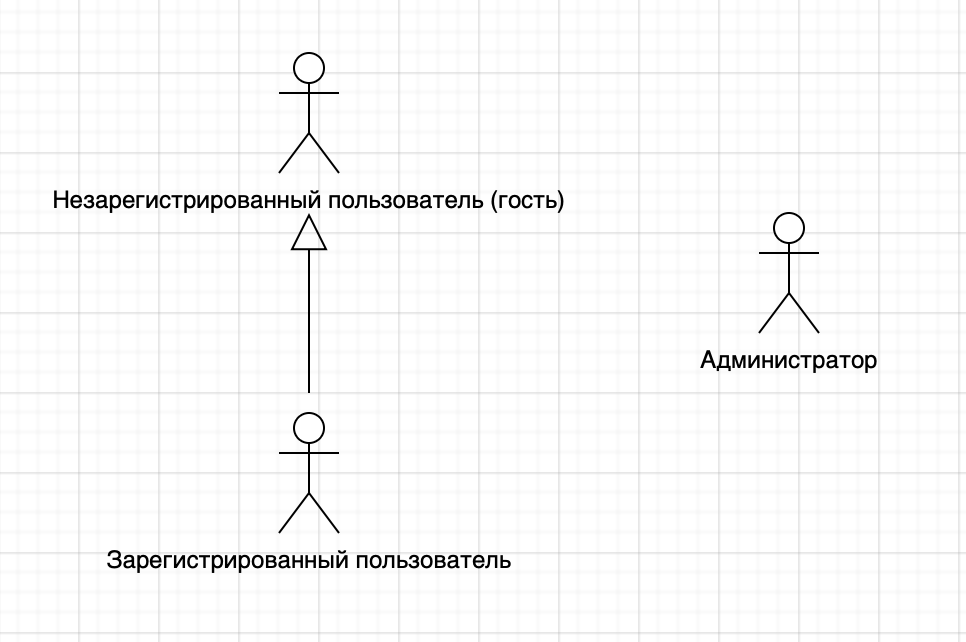 Незарегистрированный пользователь (гость)
Администратор
Зарегистрированный пользователь